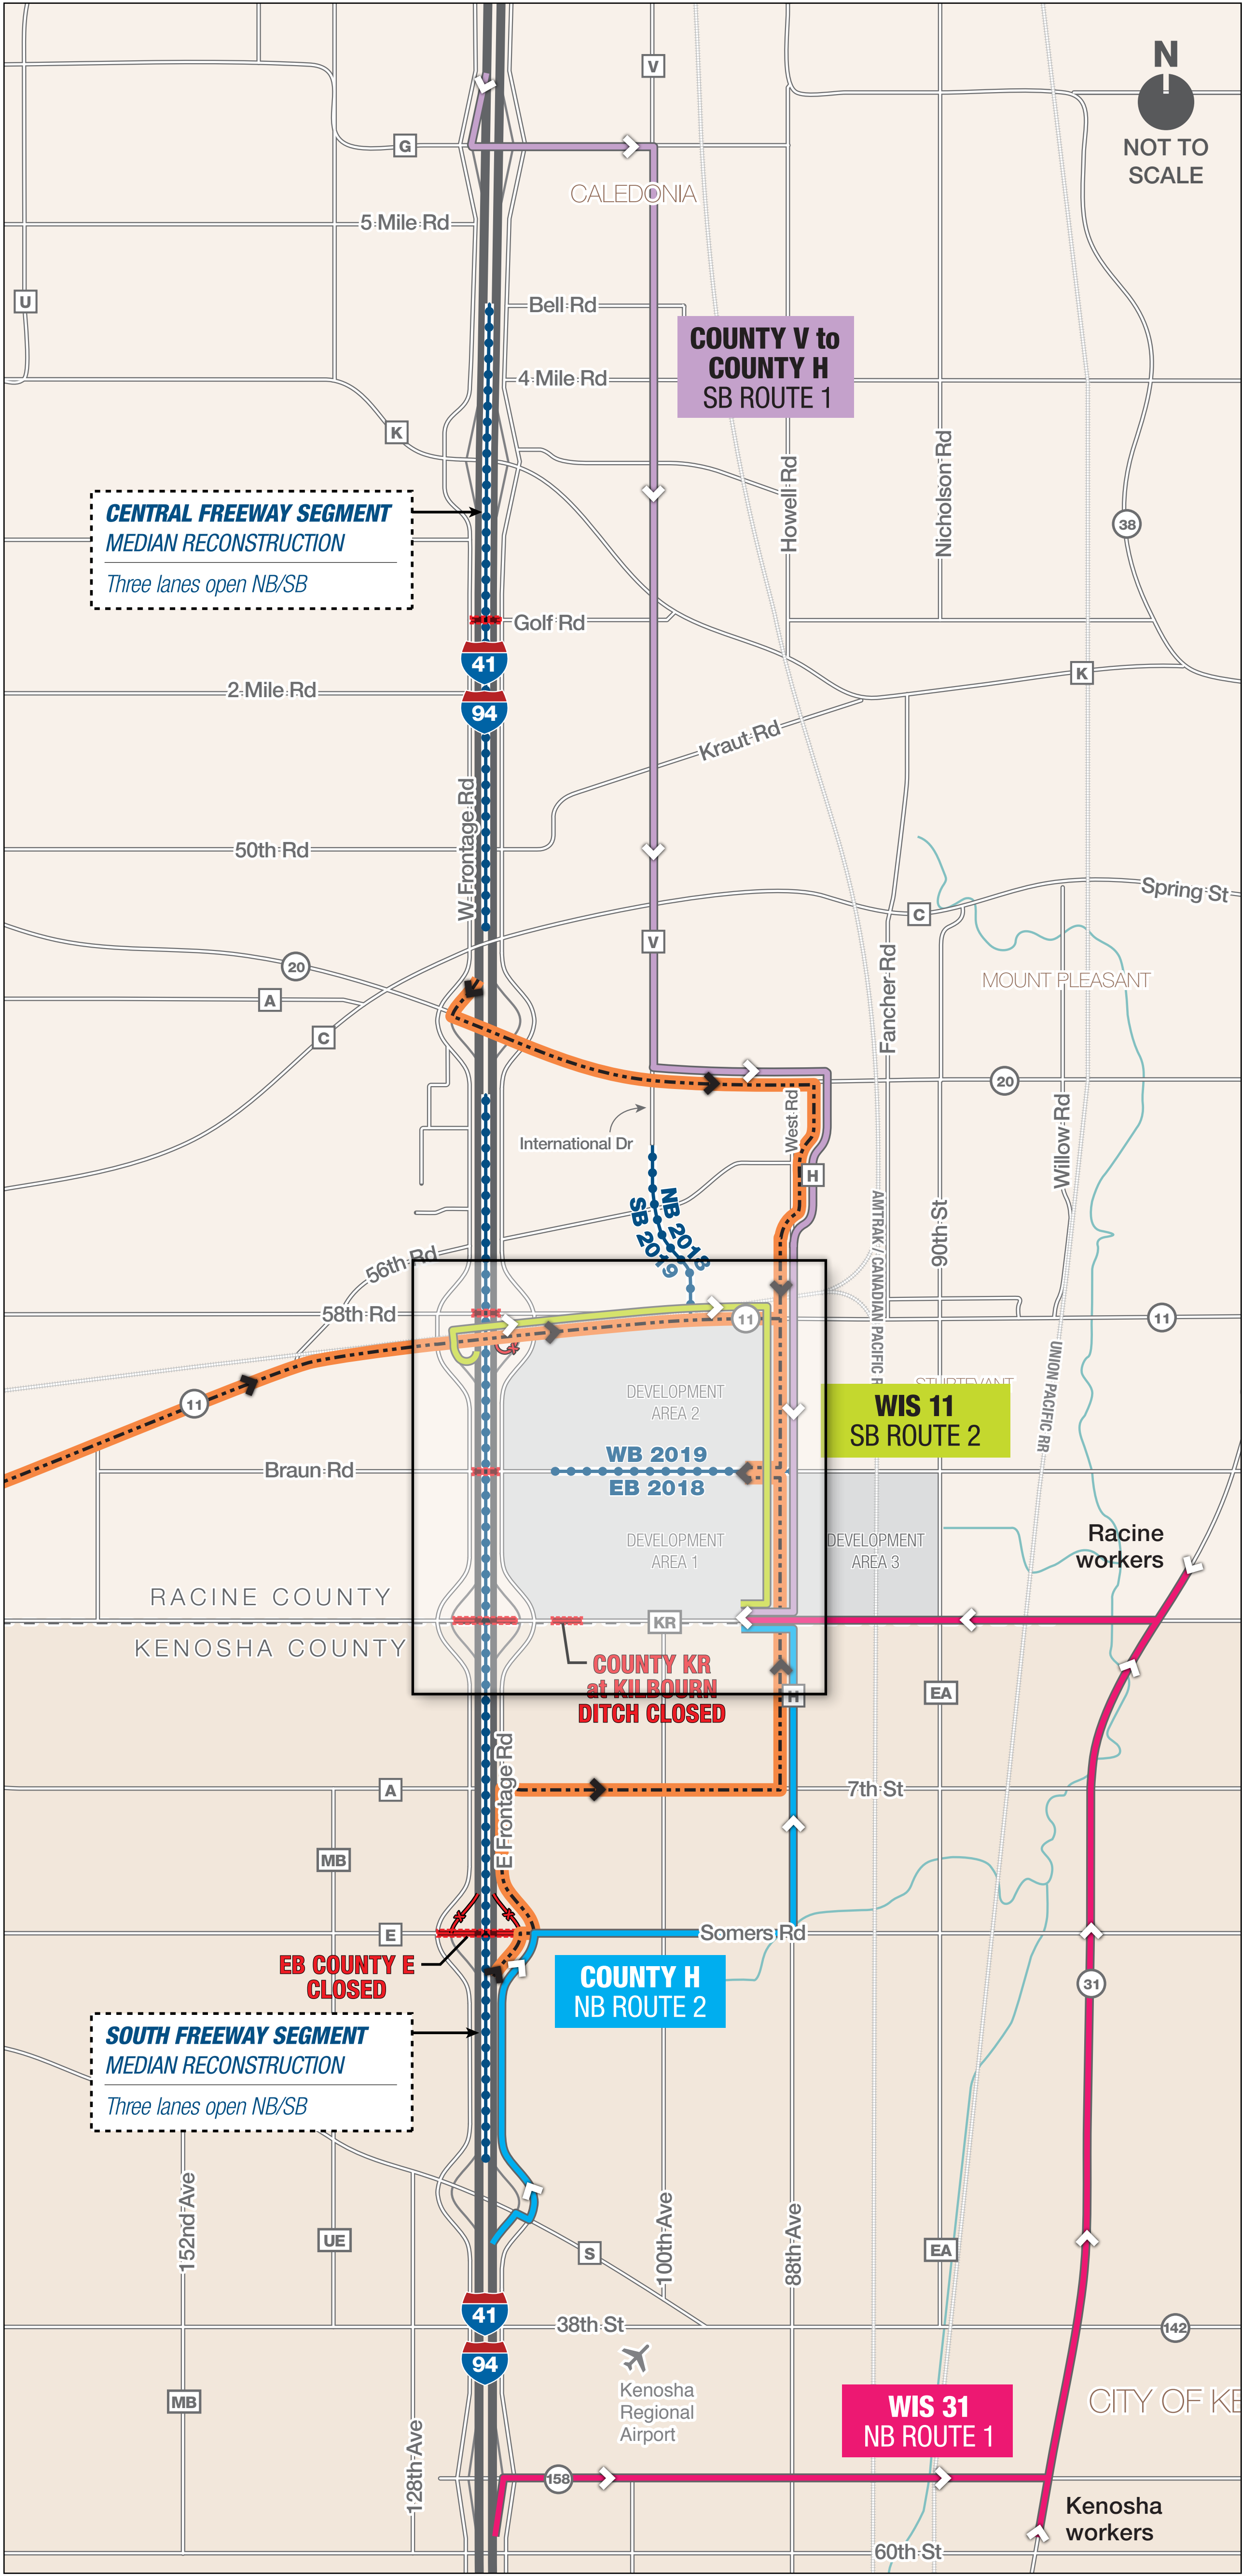 N
NOT TO
SCALE
V
G
CALEDONIA
5 Mile Rd
U
Bell Rd
COUNTY V to
COUNTY H
SB ROUTE 1
4 Mile Rd
K
Howell Rd
Nicholson Rd
38
CENTRAL FREEWAY SEGMENT
MEDIAN RECONSTRUCTION
Three lanes open NB/SB
Golf Rd
41
K
2 Mile Rd
94
Kraut Rd
W Frontage Rd
50th Rd
Spring St
C
V
20
MOUNT PLEASANT
A
Fancher Rd
C
20
West Rd
International Dr
Willow Rd
H
NB 2018
SB 2019
AMTRAK / CANADIAN PACIFIC R
90th St
56th Rd
58th Rd
11
11
UNION PACIFIC RR
STURTEVANT
DEVELOPMENT
AREA 2
WIS 11
SB ROUTE 2
11
WB 2019
Braun Rd
EB 2018
DEVELOPMENT
AREA 1
DEVELOPMENT
AREA 3
Racine
workers
RACINE COUNTY
KR
KENOSHA COUNTY
COUNTY KR
at KILBOURN
DITCH CLOSED
H
EA
E Frontage Rd
A
7th St
MB
E
Somers Rd
EB COUNTY E
CLOSED
COUNTY H
NB ROUTE 2
31
SOUTH FREEWAY SEGMENT
MEDIAN RECONSTRUCTION
Three lanes open NB/SB
152nd Ave
UE
S
100th Ave
88th Ave
EA
41
38th St
142
94
Kenosha
Regional
Airport
MB
WIS 31
NB ROUTE 1
CITY OF KE
128th Ave
158
Kenosha
workers
60th St